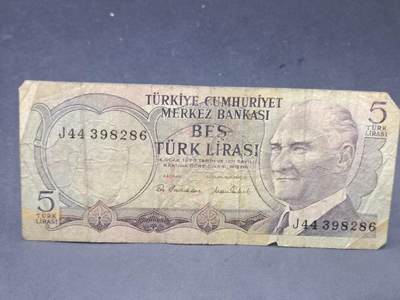 TÜRKİYE CUMHURİYET
MERKEZ BANKASI
5
TÜRK
LİRASI
J44 398286
BEŞ
TÜRK LİRASI
5
TÜRK
LİRASI
J44 398286